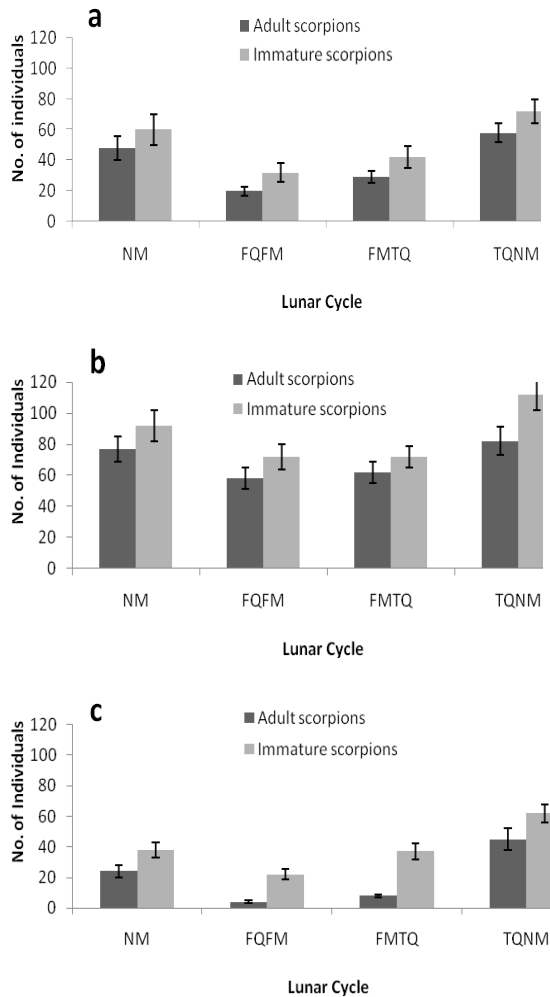 a
Adult scorpions
Immature scorpions
No. of individuals
120
100
80
60
40
20
0
NM FQFM FMTQ TQNM
Lunar Cycle
b
Adult scorpions
Immature scorpions
No. of Individuals
120
100
80
60
40
20
0
NM FQFM FMTQ TQNM
Lunar Cycle
c
Adult scorpions
Immature scorpions
No. of Individuals
120
100
80
60
40
20
0
NM FQFM FMTQ TQNM
Lunar Cycle